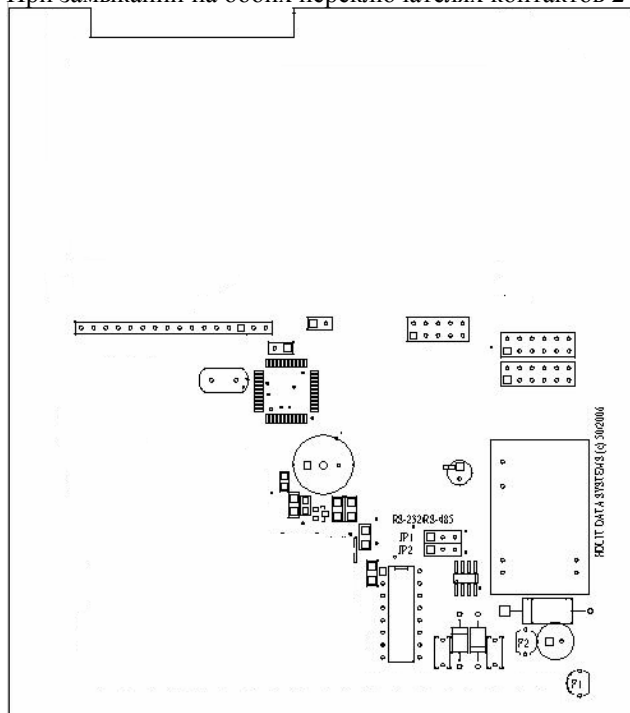 При замыкании на обоих переключателях контактов 2
RS-232/RS-485
JP1
JP2
HOLIT DATA SYSTEMS (c) 50/2006
F2
F1